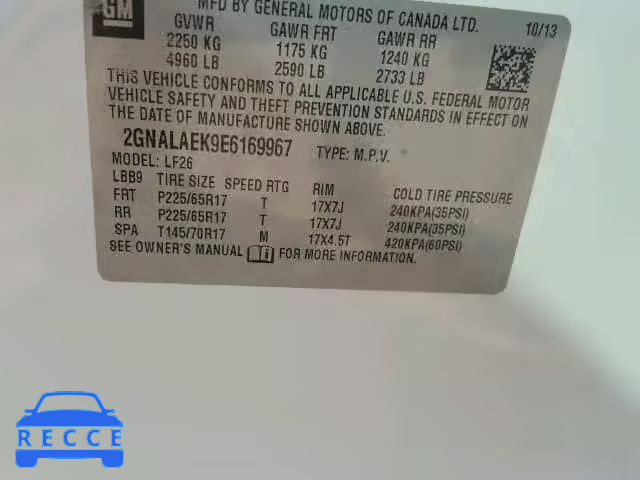 GM
MFD BY GENERAL MOTORS OF CANADA LTD.
10/13
GVWR GAWR FRT GAWR RR
2250 KG 1175 KG 1240 KG
4960 LB 2590 LB 2733 LB
THIS VEHICLE CONFORMS TO ALL APPLICABLE U.S. FEDERAL MOTOR
VEHICLE SAFETY AND THEFT PREVENTION STANDARDS IN EFFECT ON
THE DATE OF MANUFACTURE SHOWN ABOVE.
2GNALAEK9E6169967 TYPE: M.P.V.
MODEL: LF26
LBB9 TIRE SIZE SPEED RTG RIM COLD TIRE PRESSURE
FRT P225/65R17 T 17X7J 240KPA(35PSI)
RR P225/65R17 T 17X7J 240KPA(35PSI)
SPA T145/70R17 M 17X4.5T 420KPA(60PSI)
SEE OWNER'S MANUAL FOR MORE INFORMATION.
RECCE